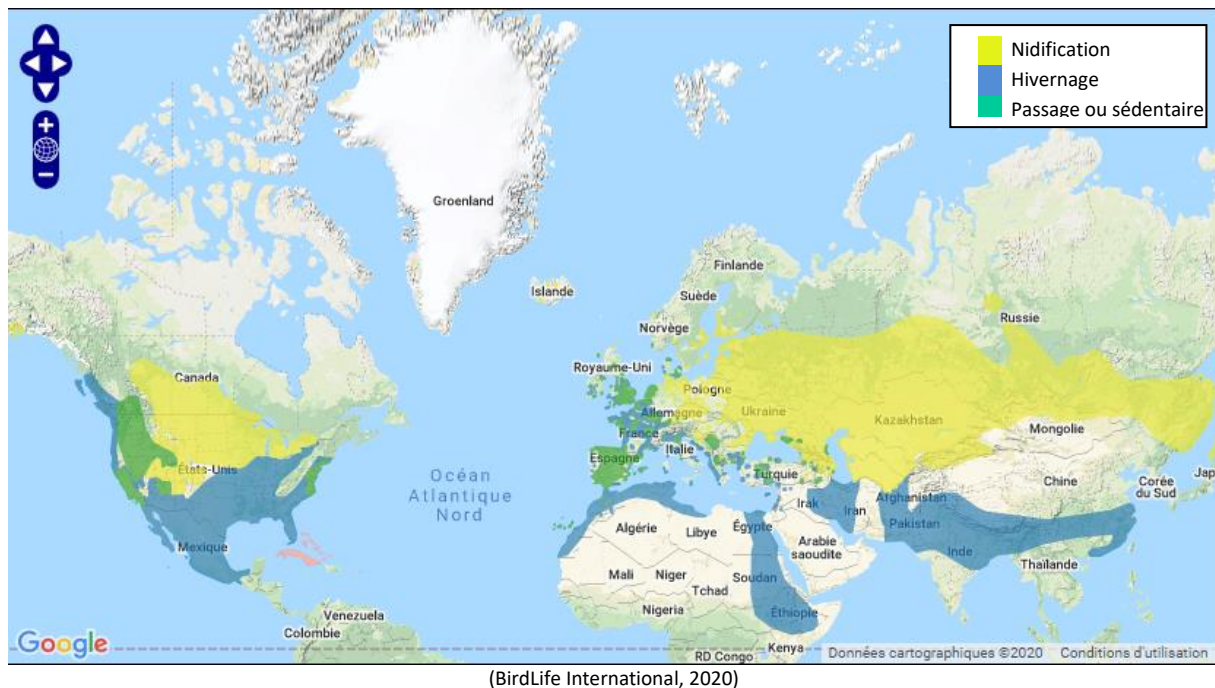 Nidification
Hivernage
Passage ou sédentaire
Groenland
Finlande
Islande
Suède
Russie
Norvège
Royaume-Uni
Canada
Pologne
Allemagne
Ukraine
Kazakhstan
France
Mongolie
Italie
Espagne
États-Unis
Turquie
Chine
Corée
du Sud
Jap
Océan
Atlantique
Nord
Irak
Iran
Afghanistan
Pakistan
Algérie
Libye
Égypte
Arabie
saoudite
Mexique
Inde
Thaïlande
Mali
Niger
Tchad
Soudan
Nigeria
Éthiopie
Venezuela
Colombie
Kenya
RD Congo
Google
Données cartographiques ©2020 Conditions d'utilisation
(BirdLife International, 2020)